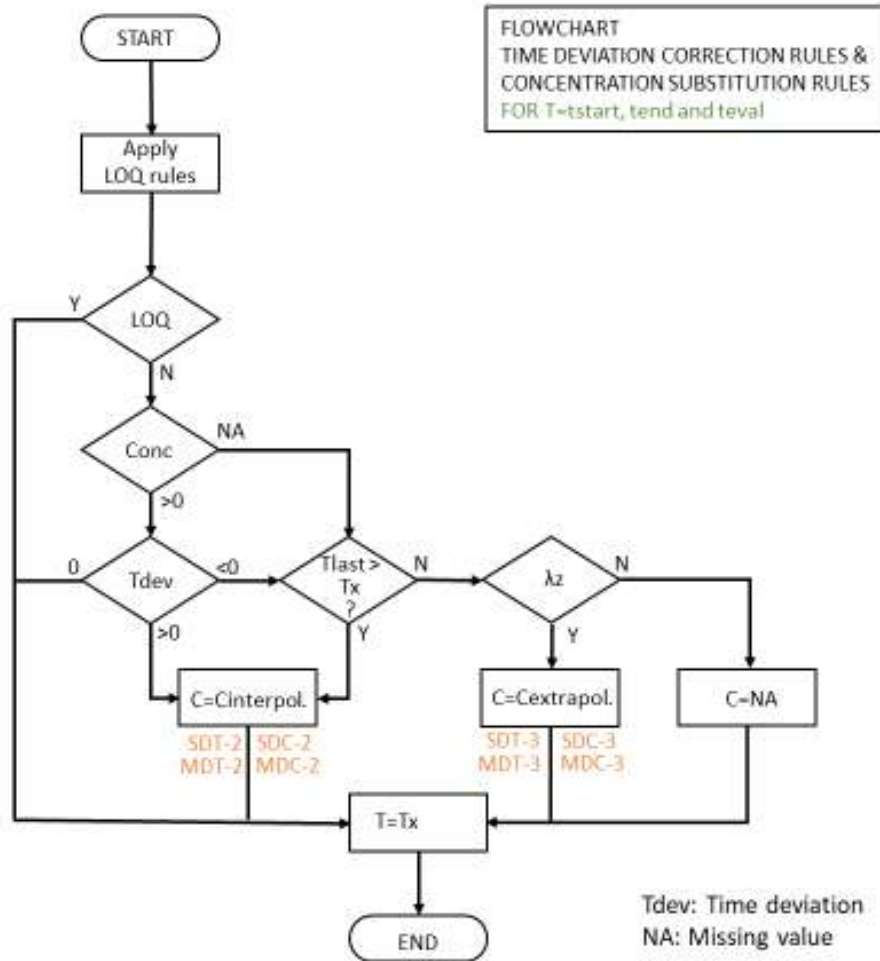 START
FLOWCHART
TIME DEVIATION CORRECTION RULES &
CONCENTRATION SUBSTITUTION RULES
FOR T=tstart, tend and teval
Apply
LOQ rules
Y
LOQ
N
NA
Conc
>0
0
Tdev
<0
Tlast >
Tx
?
N
λz
N
>0
Y
Y
C=Cinterpol.
C=Cextrapol.
C=NA
SDT-2 SDC-2
MDT-2 MDC-2
SDT-3 SDC-3
MDT-3 MDC-3
T=Tx
END
Tdev: Time deviation
NA: Missing value